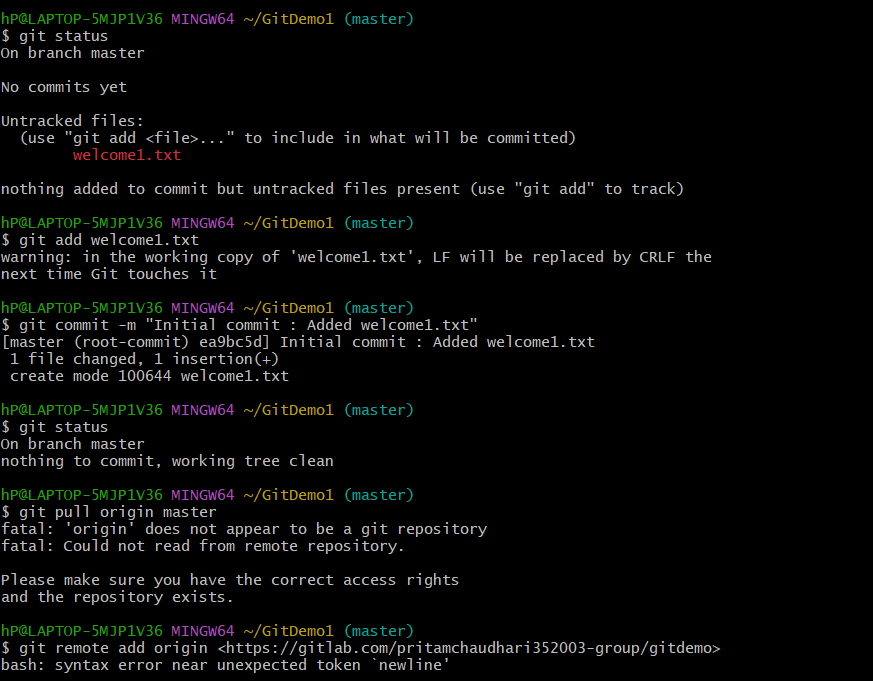 hP@LAPTOP-5MJP1V36 MINGW64 ~/GitDemo1 (master)
$ git status
On branch master
No commits yet
Untracked files:
  (use "git add <file>..." to include in what will be committed)
        welcome1.txt
nothing added to commit but untracked files present (use "git add" to track)
hP@LAPTOP-5MJP1V36 MINGW64 ~/GitDemo1 (master)
$ git add welcome1.txt
warning: in the working copy of 'welcome1.txt', LF will be replaced by CRLF the
next time Git touches it
hP@LAPTOP-5MJP1V36 MINGW64 ~/GitDemo1 (master)
$ git commit -m "Initial commit : Added welcome1.txt"
[master (root-commit) ea9bc5d] Initial commit : Added welcome1.txt
 1 file changed, 1 insertion(+)
 create mode 100644 welcome1.txt
hP@LAPTOP-5MJP1V36 MINGW64 ~/GitDemo1 (master)
$ git status
On branch master
nothing to commit, working tree clean
hP@LAPTOP-5MJP1V36 MINGW64 ~/GitDemo1 (master)
$ git pull origin master
fatal: 'origin' does not appear to be a git repository
fatal: Could not read from remote repository.
Please make sure you have the correct access rights
and the repository exists.
hP@LAPTOP-5MJP1V36 MINGW64 ~/GitDemo1 (master)
$ git remote add origin <https://gitlab.com/pritamchaudhari352003-group/gitdemo>
bash: syntax error near unexpected token `newline'